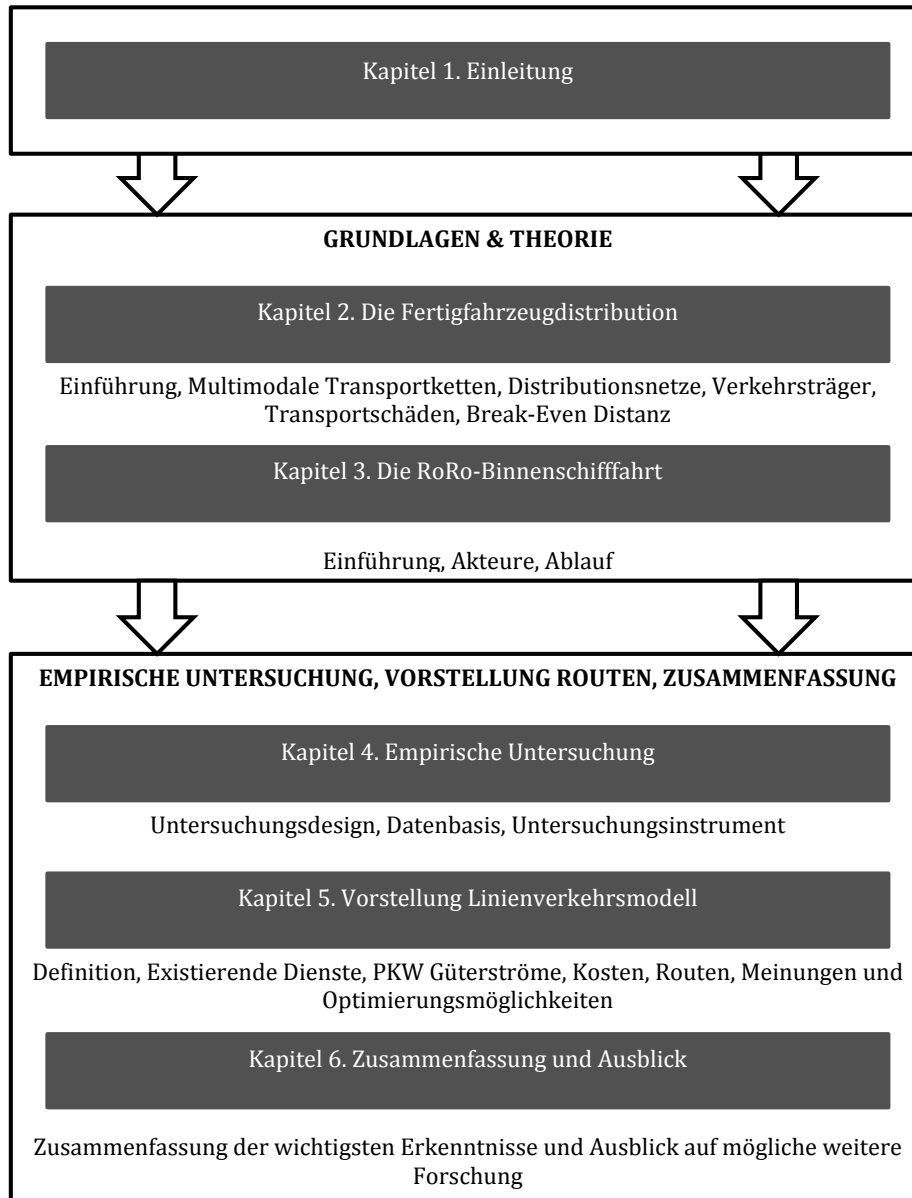 Kapitel 1. Einleitung
GRUNDLAGEN & THEORIE
Kapitel 2. Die Fertigfahrzeugdistribution
Einführung, Multimodale Transportketten, Distributionsnetze, Verkehrsträger,
Transportschäden, Break-Even Distanz
Kapitel 3. Die RoRo-Binnenschifffahrt
Einführung, Akteure, Ablauf
EMPIRISCHE UNTERSUCHUNG, VORSTELLUNG ROUTEN, ZUSAMMENFASSUNG
Kapitel 4. Empirische Untersuchung
Untersuchungsdesign, Datenbasis, Untersuchungsinstrument
Kapitel 5. Vorstellung Linienverkehrsmodell
Definition, Existierende Dienste, PKW Güterströme, Kosten, Routen, Meinungen und
Optimierungsmöglichkeiten
Kapitel 6. Zusammenfassung und Ausblick
Zusammenfassung der wichtigsten Erkenntnisse und Ausblick auf mögliche weitere
Forschung